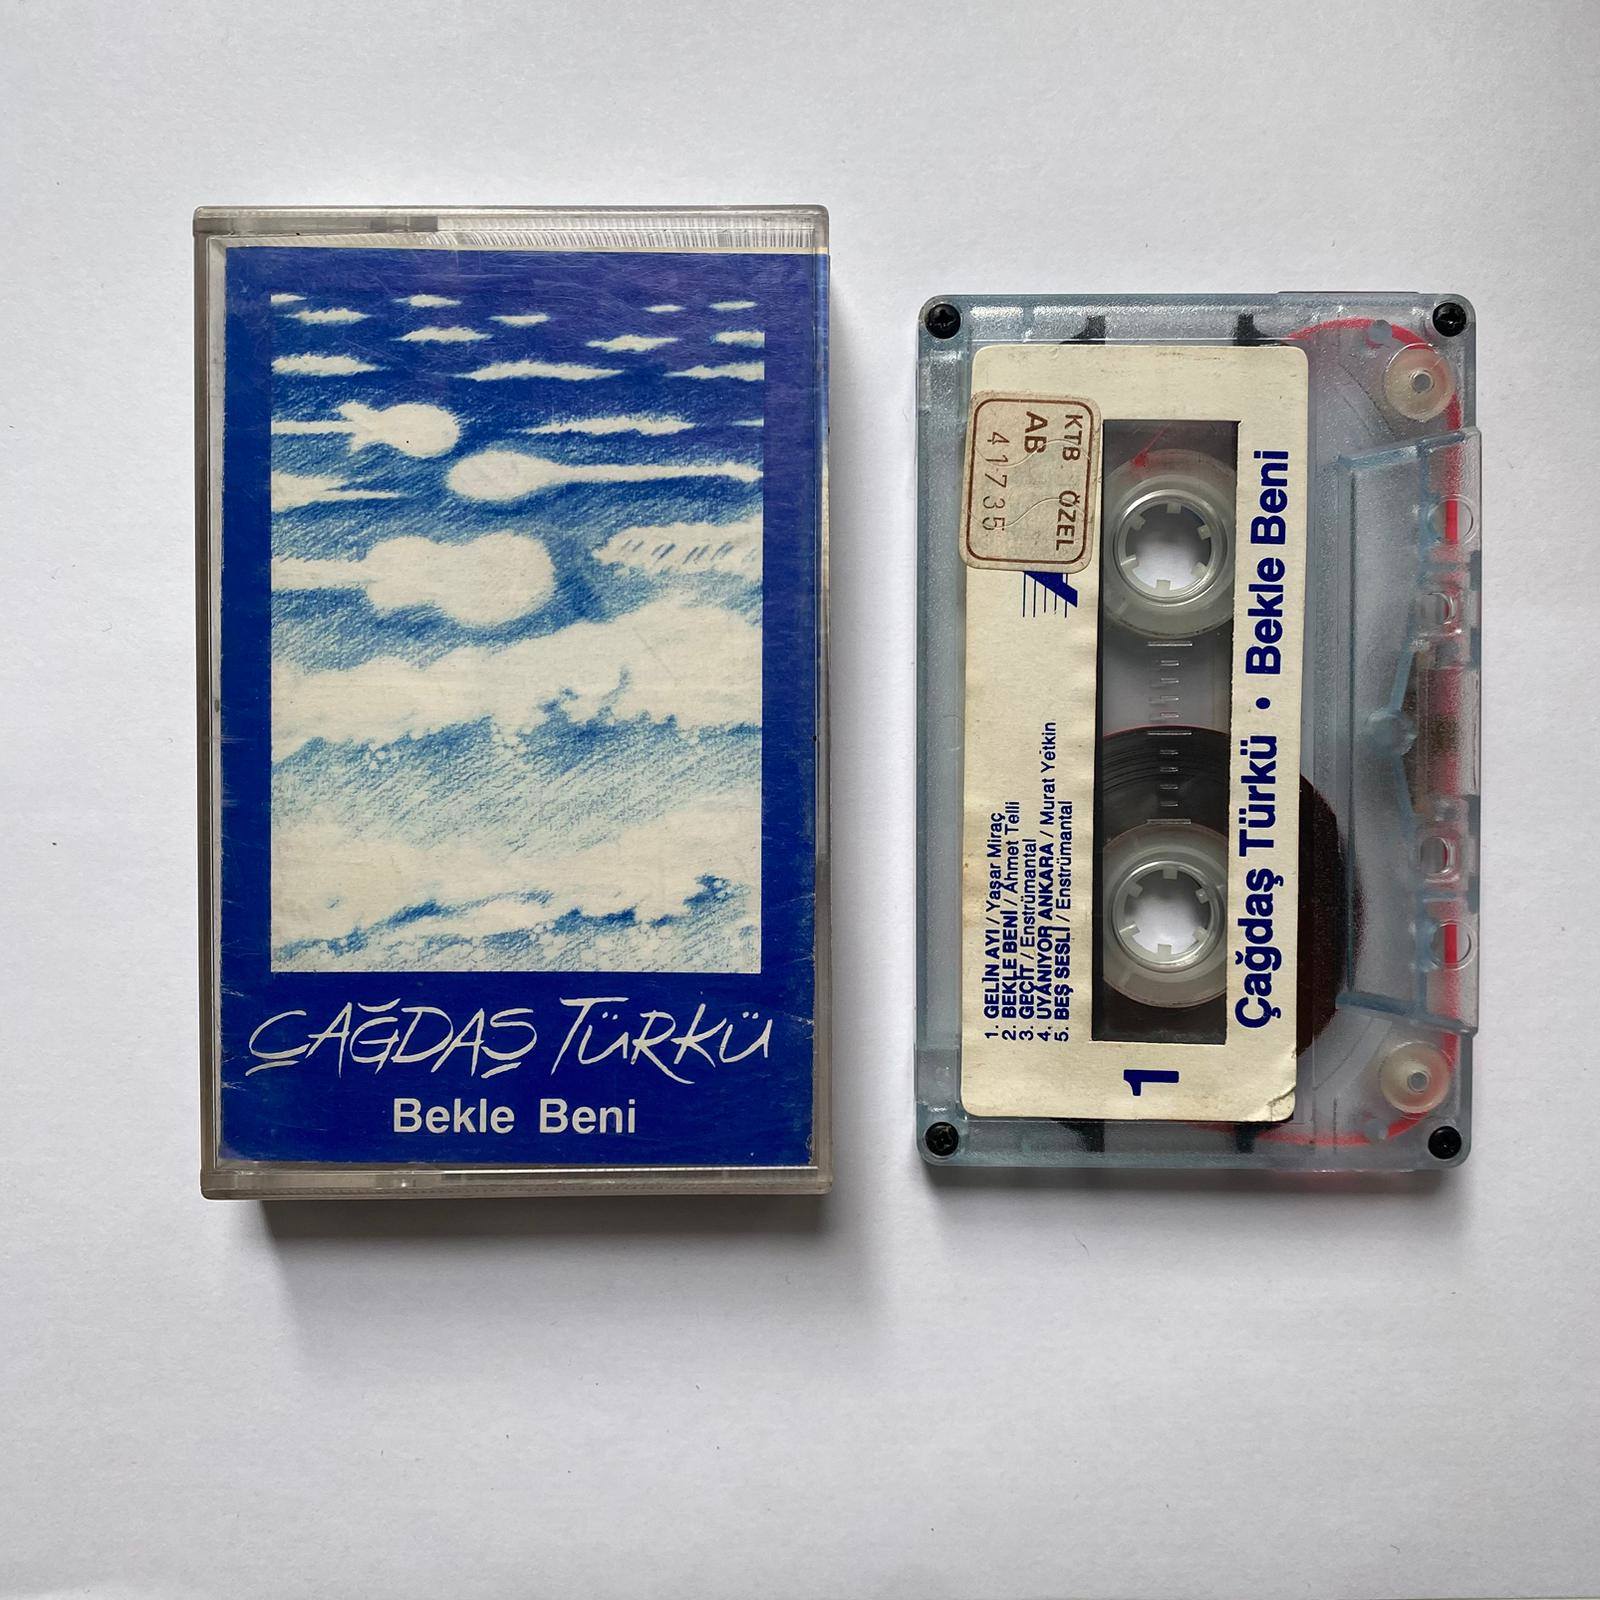 ÇAĞDAŞ TÜRKÜ
Bekle Beni
KTB ÖZEL
AB
41735
1. GELİN AYI / Yaşar Miraç
2. BEKLE BENİ / Ahmet Telli
3. GEÇİT / Enstrümantal
4. UYANIYOR ANKARA / Murat Yetkin
5. BEŞ SESLİ / Enstrümantal
1
Çağdaş Türkü • Bekle Beni